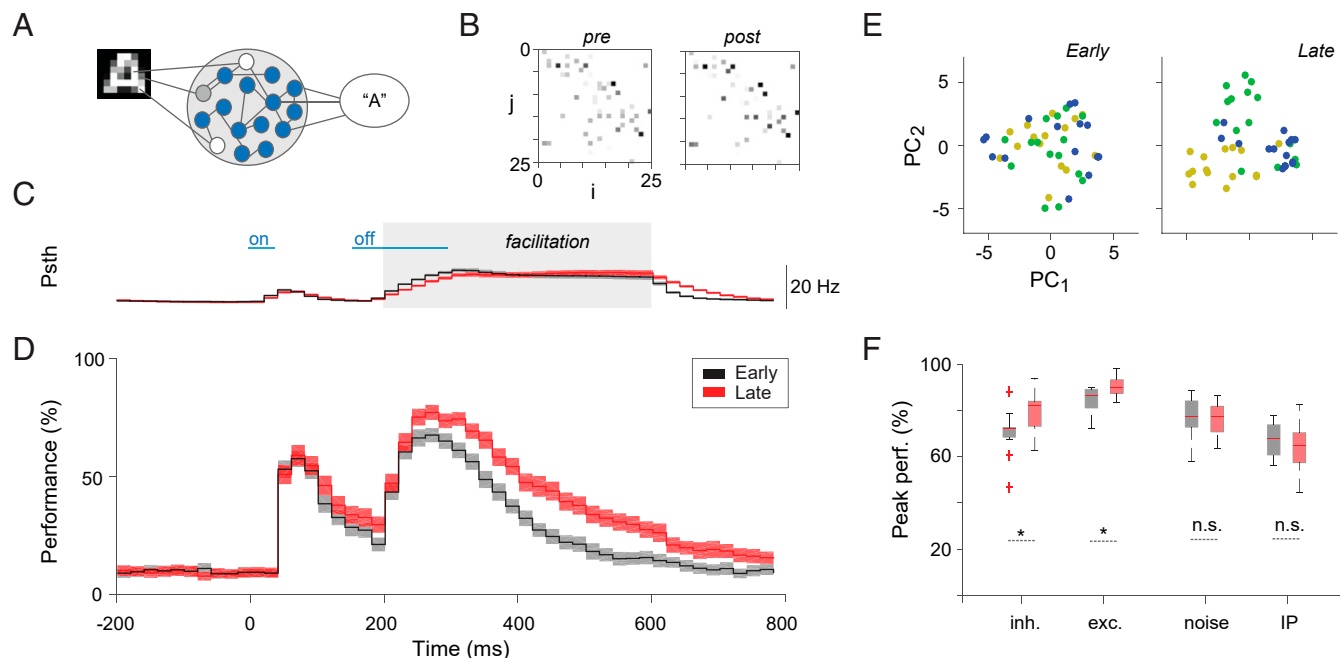 A
"A"
B
pre
post
0
j
25
0
i
25
C
Psth
on
off
facilitation
20 Hz
D
Performance (%)
100
50
0
Early
Late
-200
0
200
400
600
800
Time (ms)
E
Early
Late
PC2
5
0
-5
-5
0
5
PC1
F
Peak perf. (%)
100
60
20
*
*
n.s.
n.s.
inh.
exc.
noise
IP